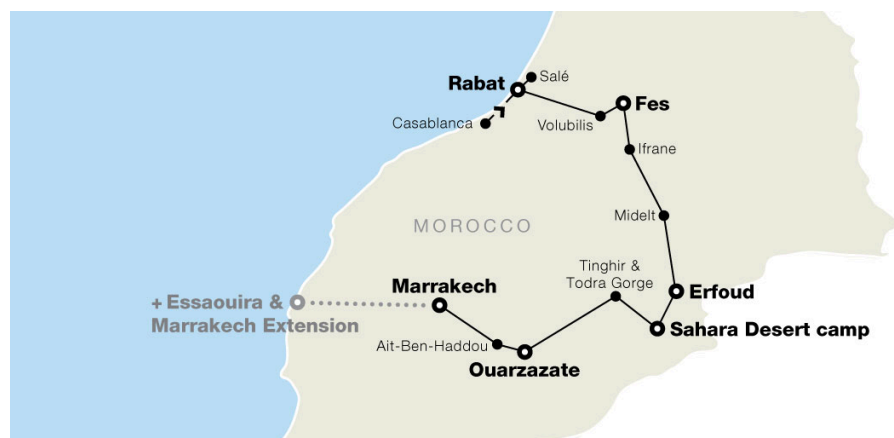 Salé
Rabat
Fes
Casablanca
Volubilis
Ifrane
Midelt
MOROCCO
Tinghir &
Todra Gorge
Marrakech
Erfoud
+ Essaouira &
Marrakech Extension
Sahara Desert camp
Ait-Ben-Haddou
Ouarzazate